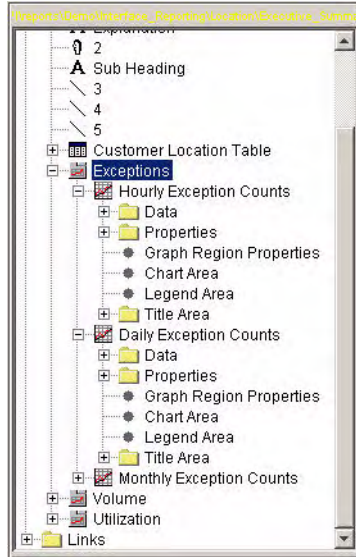 Explanation
2
A Sub Heading
3
4
5
Customer Location Table
Exceptions
Hourly Exception Counts
Data
Properties
Graph Region Properties
Chart Area
Legend Area
Title Area
Daily Exception Counts
Data
Properties
Graph Region Properties
Chart Area
Legend Area
Title Area
Monthly Exception Counts
Volume
Utilization
Links